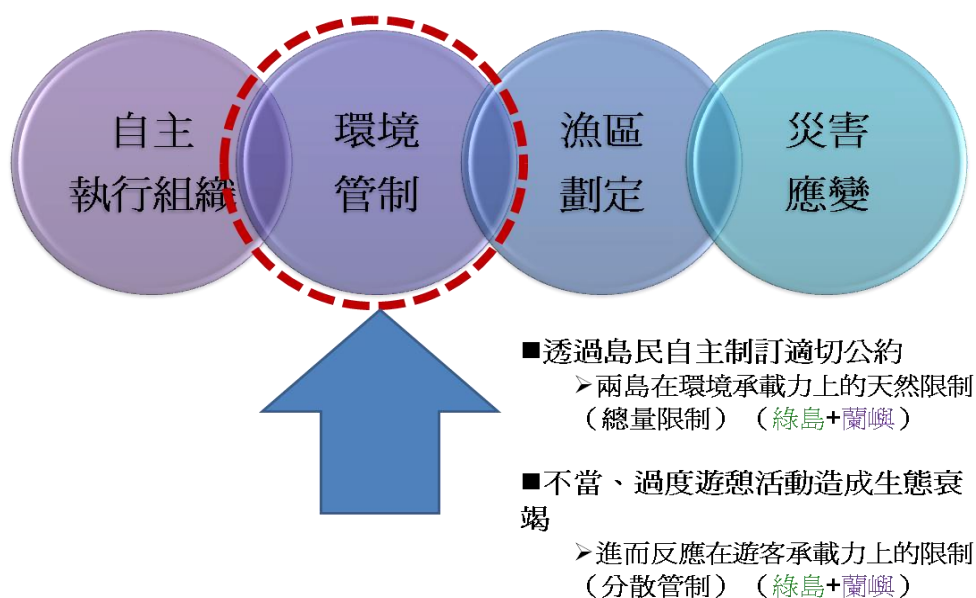 自主
執行組織
環境
管制
漁區
劃定
災害
應變
■透過島民自主制訂適切公約
➢兩島在環境承載力上的天然限制
（總量限制）（綠島+蘭嶼）
■不當、過度遊憩活動造成生態衰
竭
➢進而反應在遊客承載力上的限制
（分散管制）（綠島+蘭嶼）